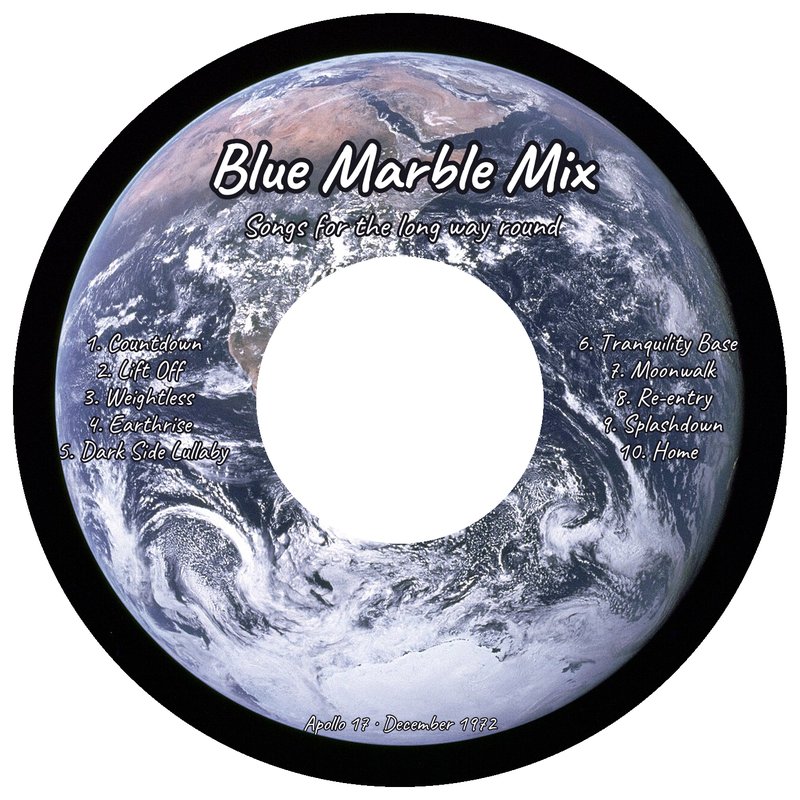 Blue Marble Mix
Songs for the long way round
1. Countdown
2. Lift Off
3. Weightless
4. Earthrise
5. Dark Side Lullaby
6. Tranquility Base
7. Moonwalk
8. Re-entry
9. Splashdown
10. Home
Apollo 17 · December 1972